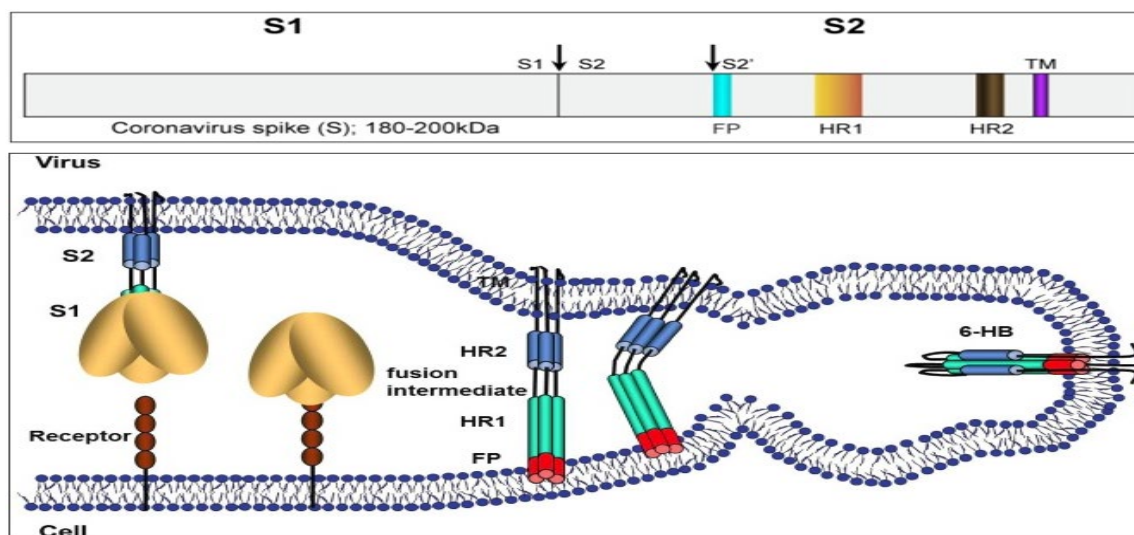 S1 S2
S1 S2 S2' TM
Coronavirus spike (S); 180-200kDa FP HR1 HR2
Virus
S2
S1
Receptor
fusion
intermediate
TM
HR2
HR1
FP
6-HB
Cell